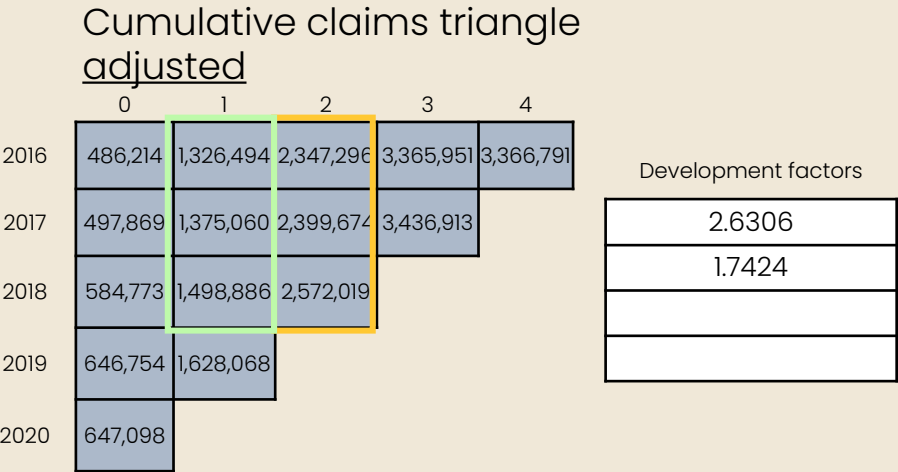 Cumulative claims triangle
adjusted
0 1 2 3 4
2016 486,214 1,326,494 2,347,296 3,365,951 3,366,791
2017 497,869 1,375,060 2,399,674 3,436,913
2018 584,773 1,498,886 2,572,019
2019 646,754 1,628,068
2020 647,098
Development factors
2.6306
1.7424